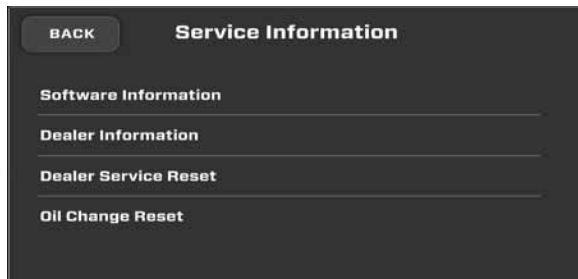 BACK
Service Information
Software Information
Dealer Information
Dealer Service Reset
Oil Change Reset